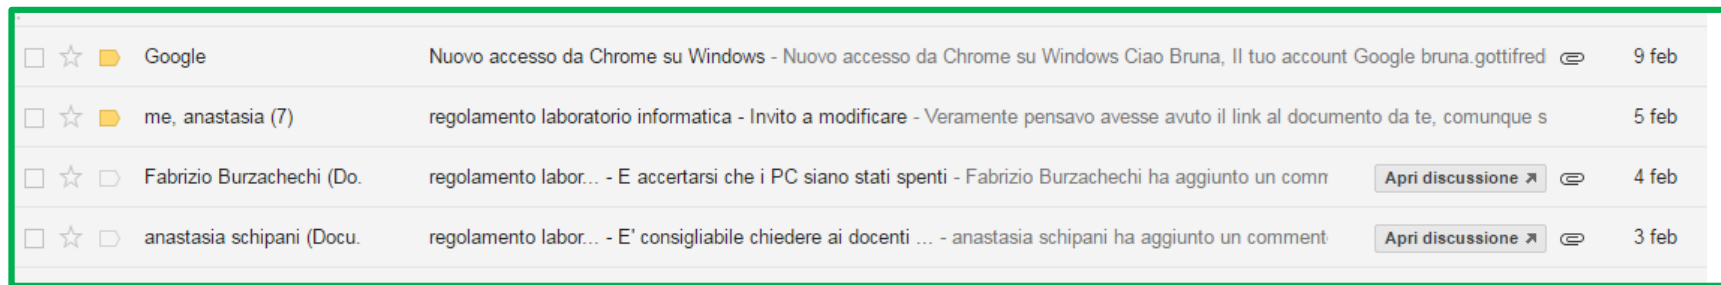 Google Nuovo accesso da Chrome su Windows - Nuovo accesso da Chrome su Windows Ciao Bruna, Il tuo account Google bruna.gottifred 9 feb
me, anastasia (7) regolamento laboratorio informatica - Invito a modificare - Veramente pensavo avesse avuto il link al documento da te, comunque s 5 feb
Fabrizio Burzachechi (Do. regolamento labor... - E accertarsi che i PC siano stati spenti - Fabrizio Burzachechi ha aggiunto un comm Apri discussione 4 feb
anastasia schipani (Docu. regolamento labor... - E' consigliabile chiedere ai docenti ... - anastasia schipani ha aggiunto un comment Apri discussione 3 feb